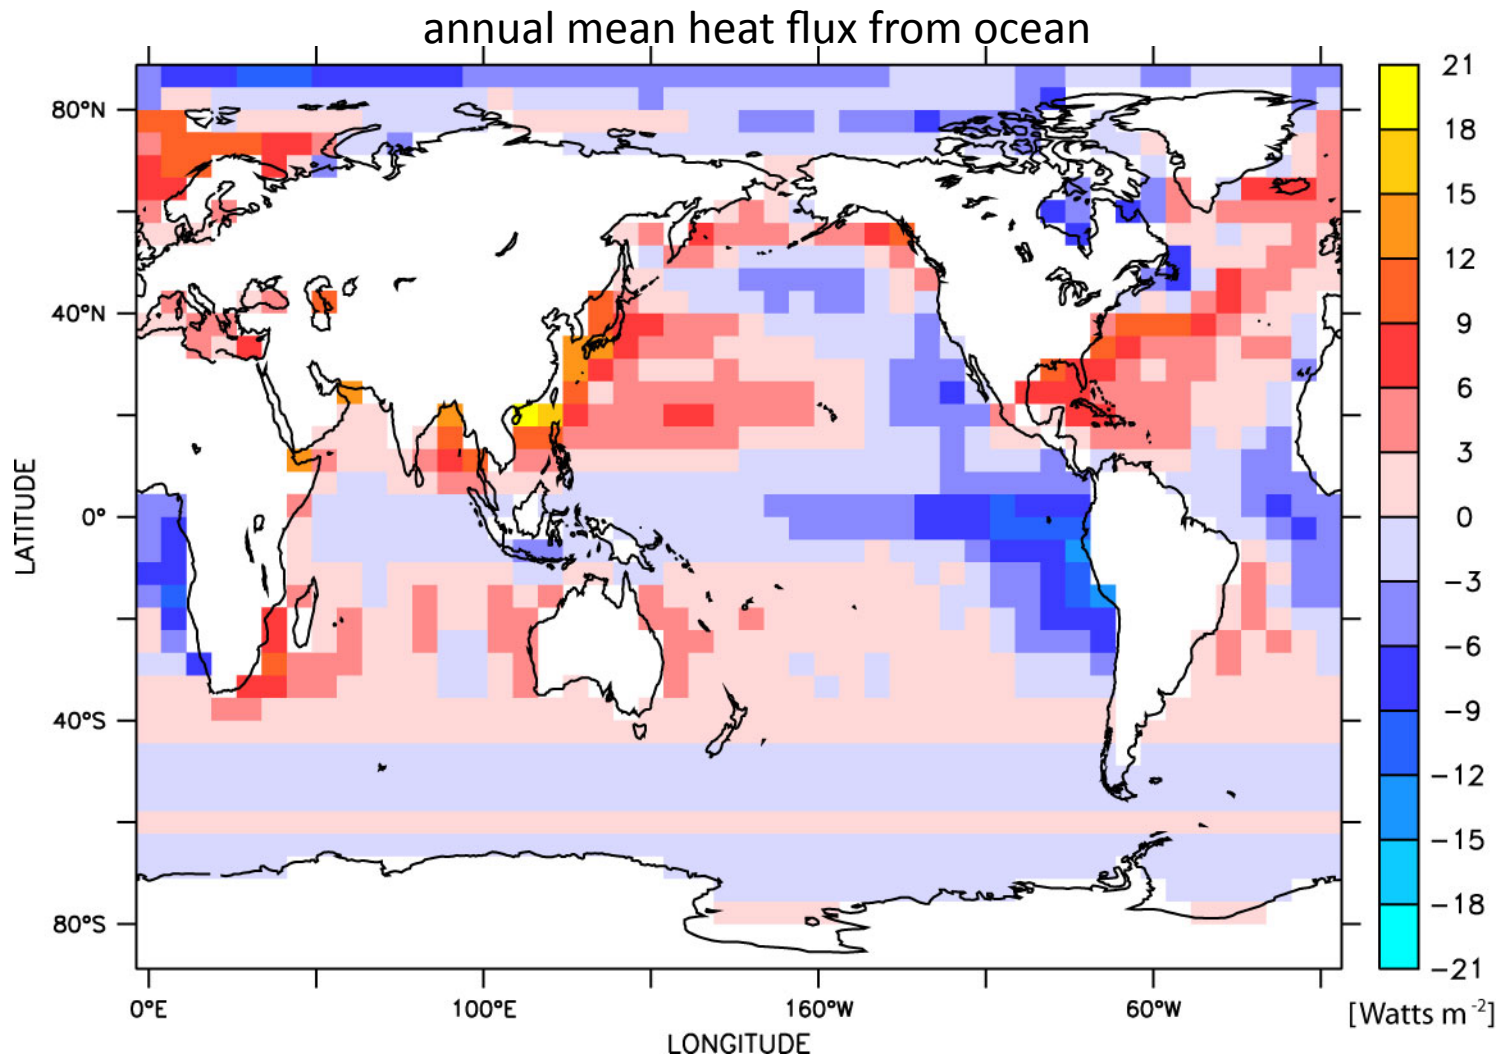 annual mean heat flux from ocean
80°N
40°N
0°
40°S
80°S
LATITUDE
0°E
100°E
160°W
60°W
LONGITUDE
21
18
15
12
9
6
3
0
−3
−6
−9
−12
−15
−18
−21
[Watts m⁻²]